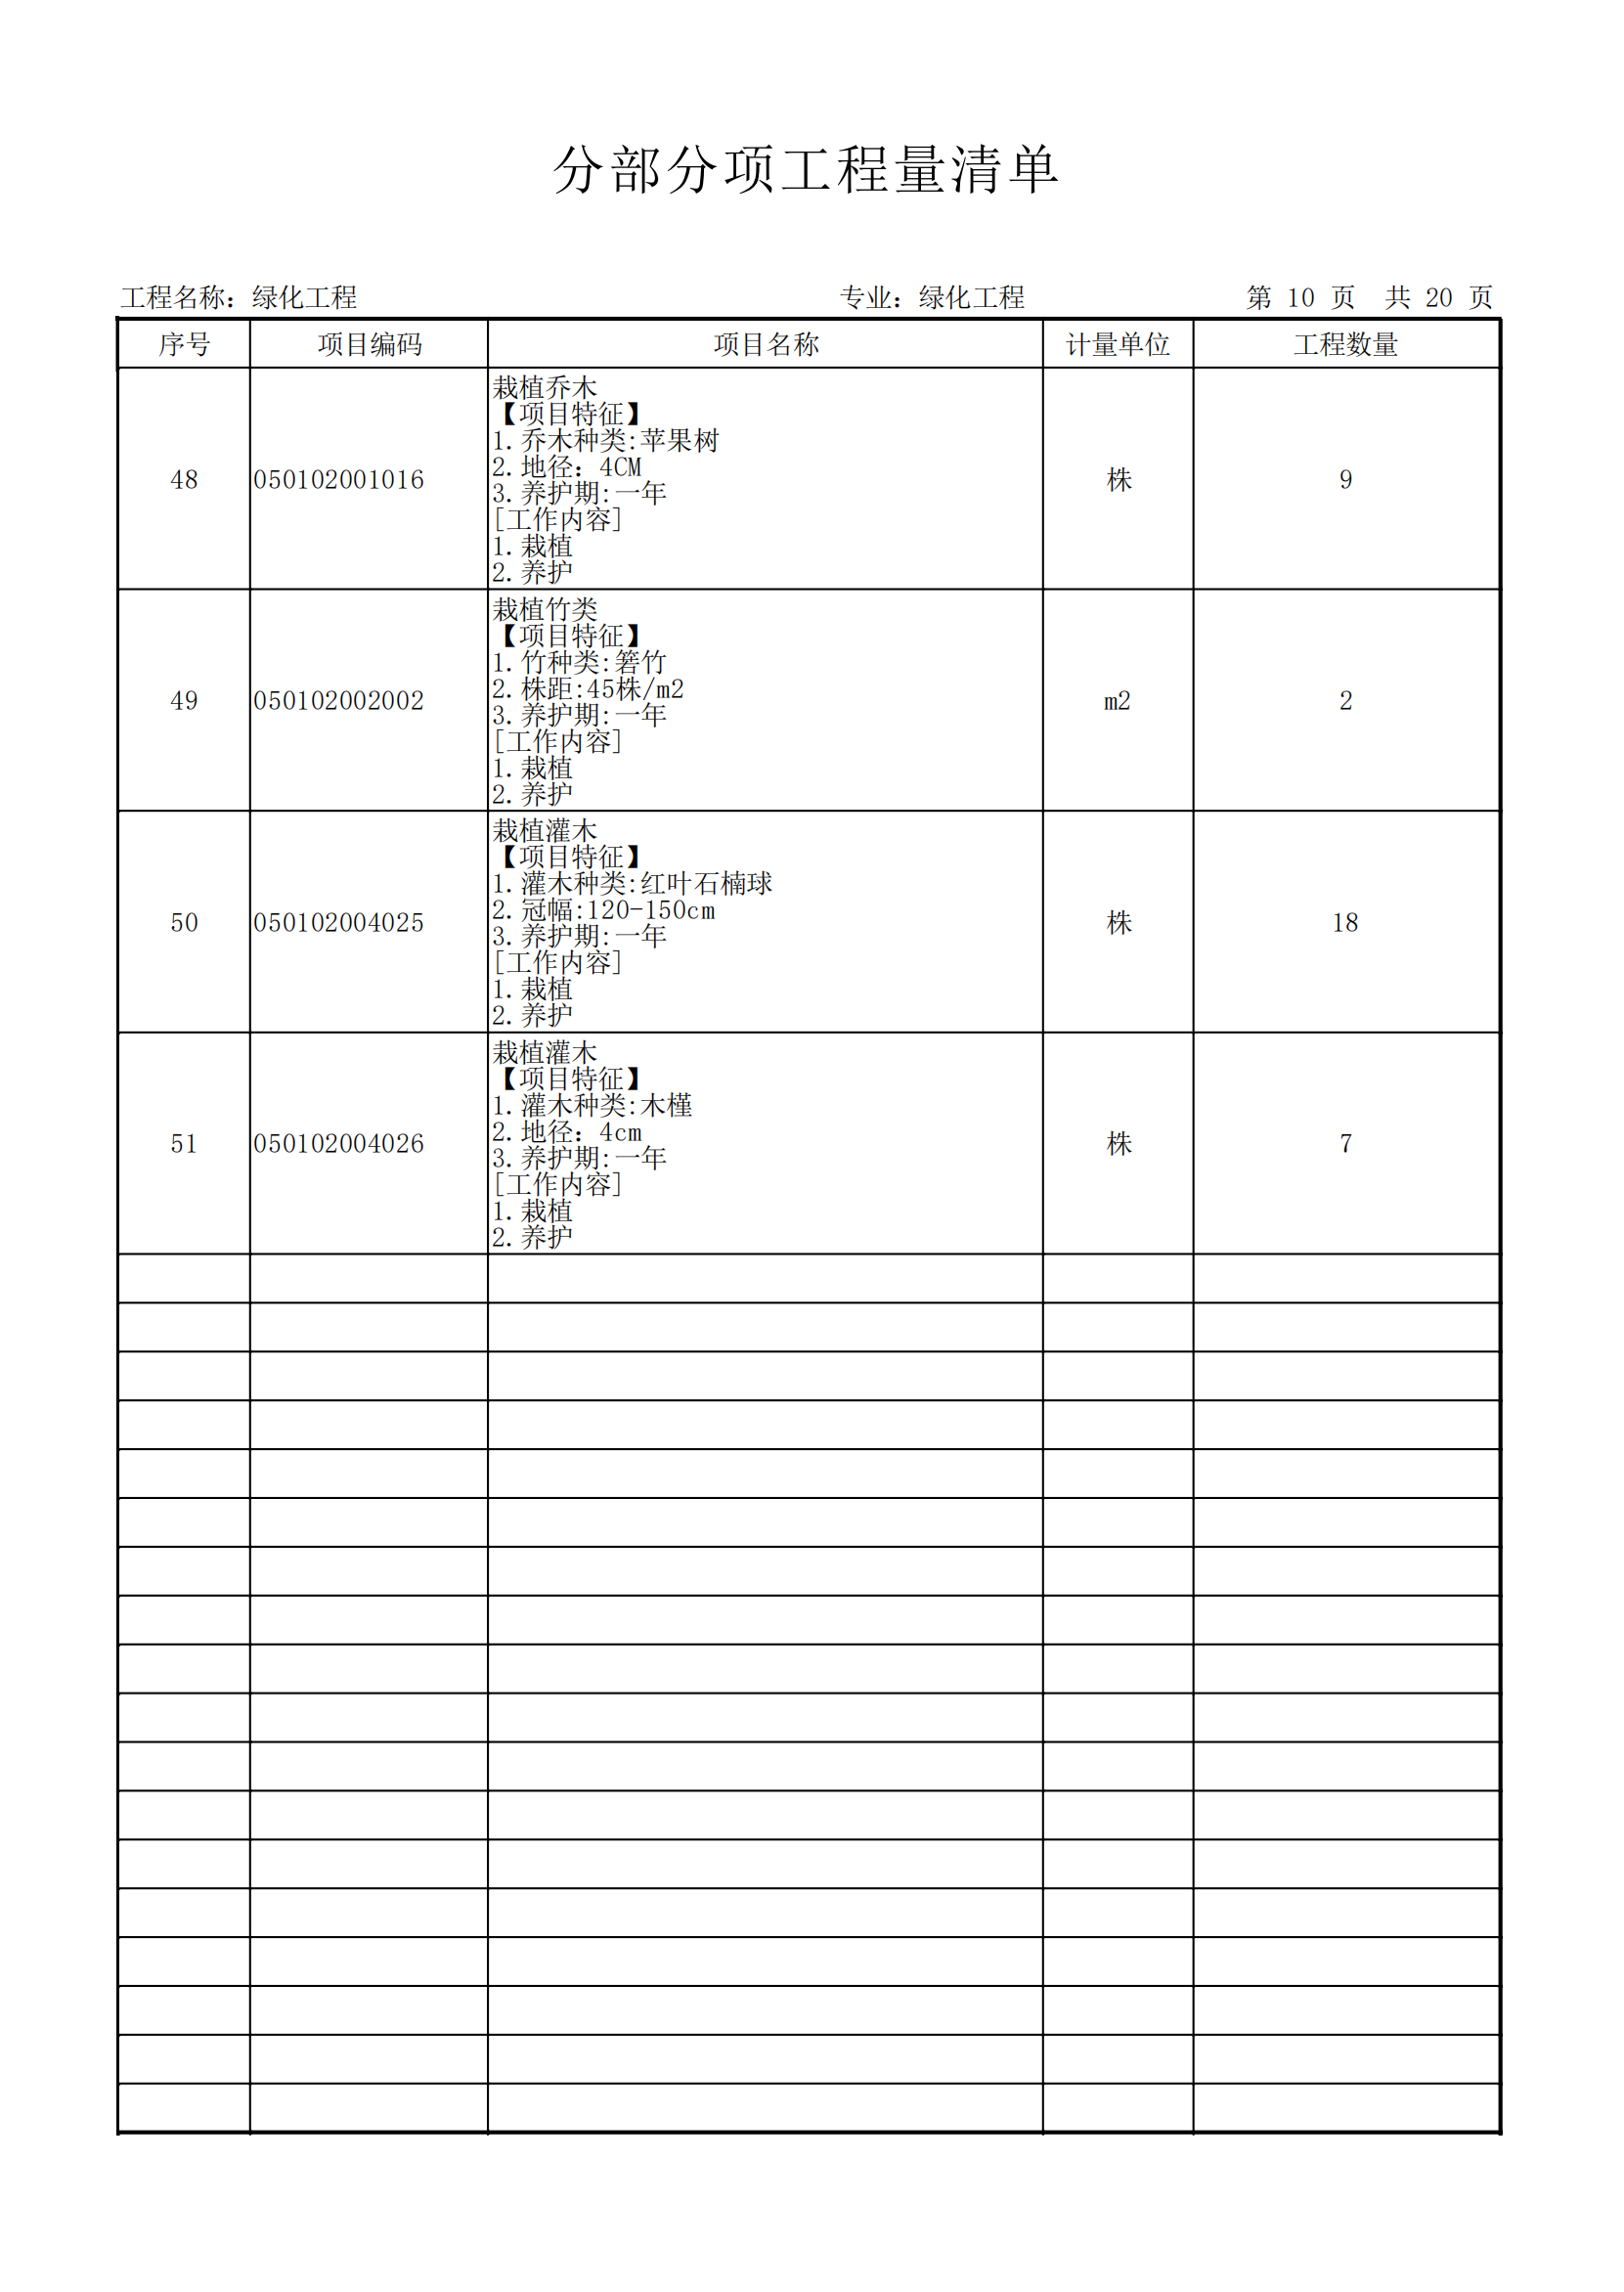 分部分项工程量清单
工程名称：绿化工程 专业：绿化工程 第 10 页 共 20 页
序号 项目编码 项目名称 计量单位 工程数量
栽植乔木
【项目特征】
1.乔木种类:苹果树
2.地径：4CM
48 050102001016 株 9
3.养护期:一年
[工作内容]
1.栽植
2.养护
栽植竹类
【项目特征】
1.竹种类:箬竹
2.株距:45株/m2
49 050102002002 m2 2
3.养护期:一年
[工作内容]
1.栽植
2.养护
栽植灌木
【项目特征】
1.灌木种类:红叶石楠球
2.冠幅:120-150cm
50 050102004025 株 18
3.养护期:一年
[工作内容]
1.栽植
2.养护
栽植灌木
【项目特征】
1.灌木种类:木槿
2.地径：4cm
51 050102004026 株 7
3.养护期:一年
[工作内容]
1.栽植
2.养护